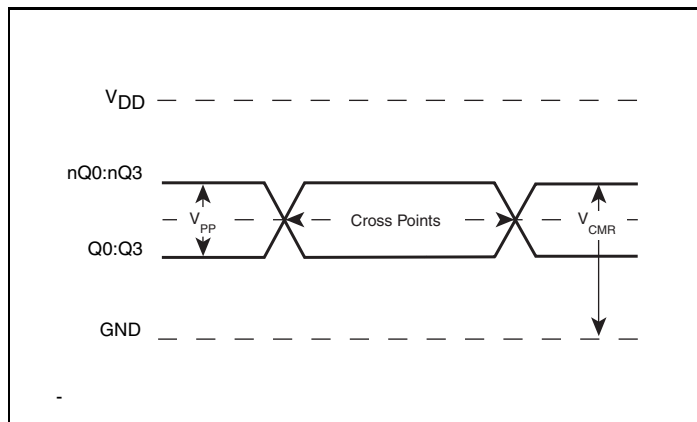 VDD
nQ0:nQ3
VPP
Cross Points
VCMR
Q0:Q3
GND
-